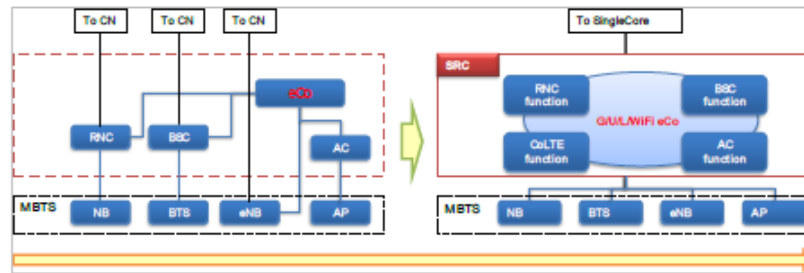 To CN To CN To CN
eCo
RNC BSC
AC
MBTS NB BTS eNB AP
To SingleCore
SRC
RNC function
BSC function
G/U/L/WiFi eCo
CoLTE function
AC function
MBTS NB BTS eNB AP